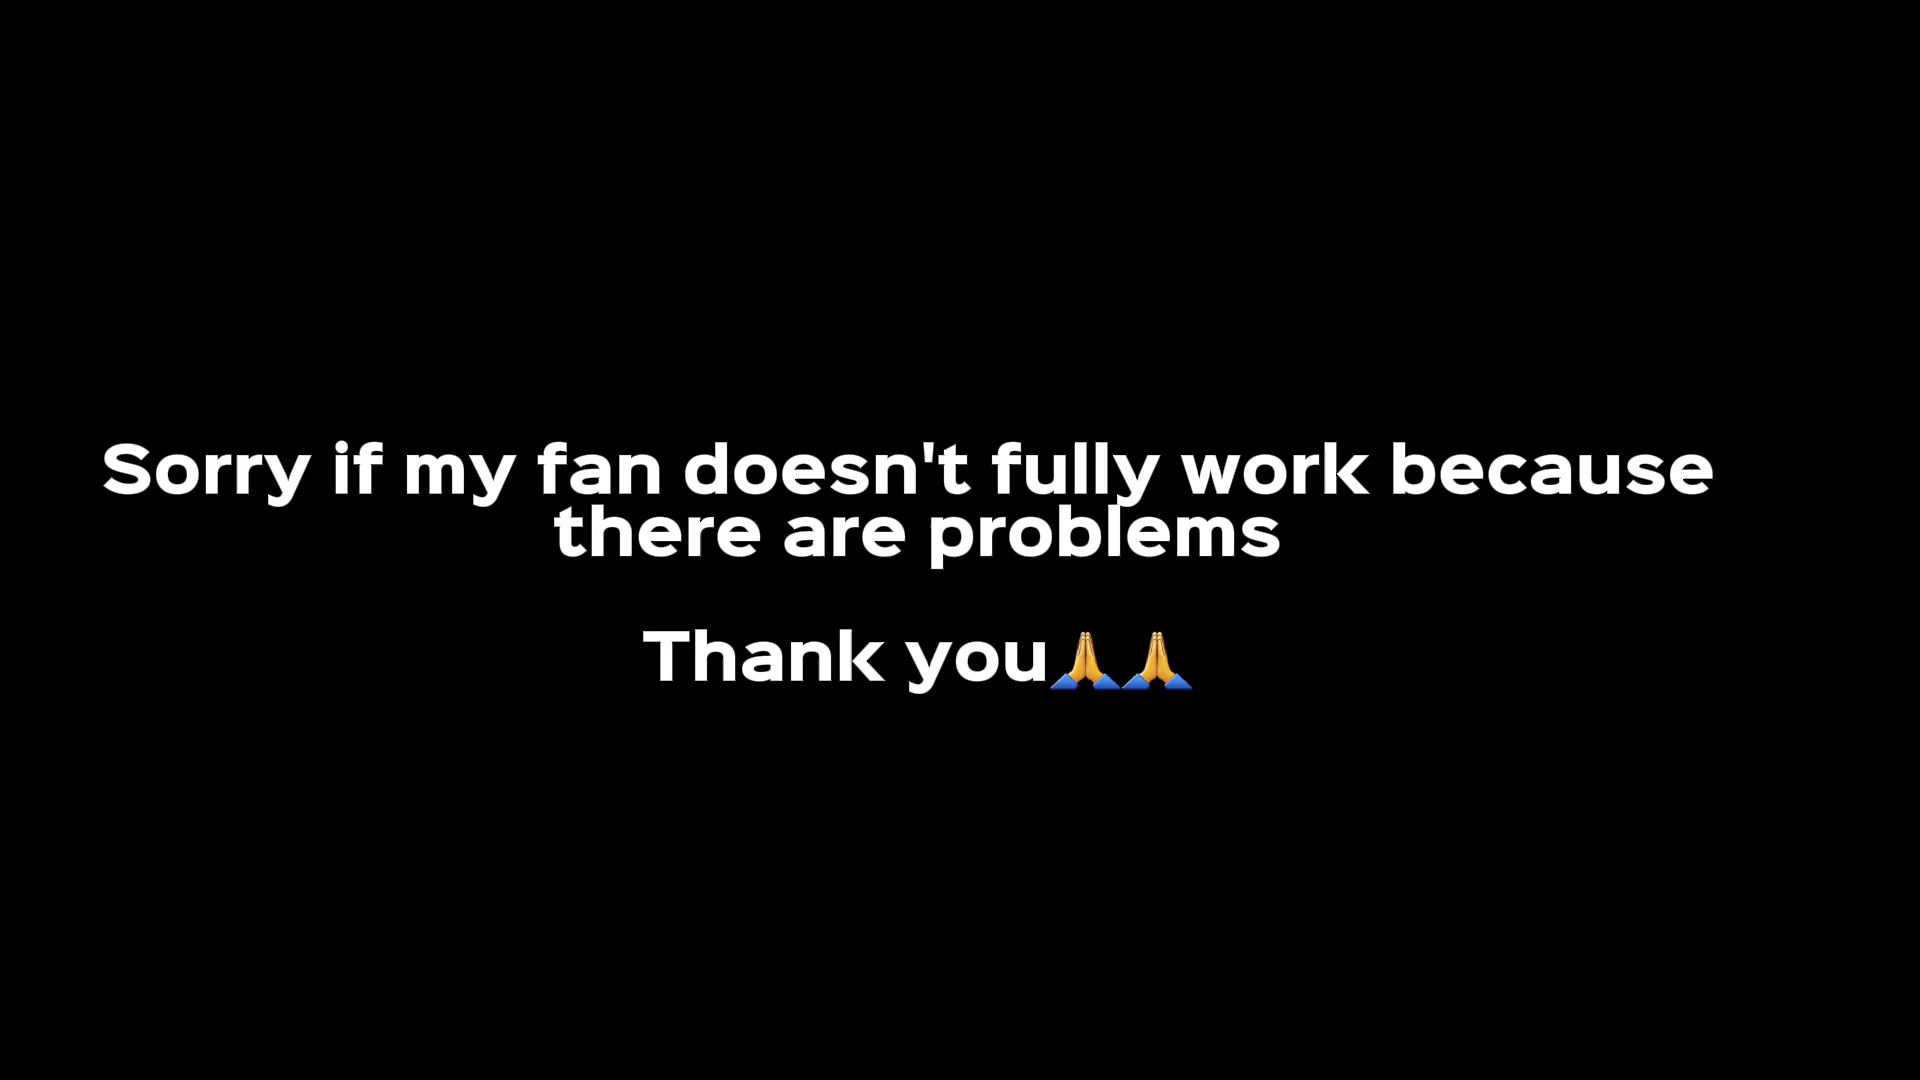 Sorry if my fan doesn't fully work because
there are problems
Thank you🙏🙏